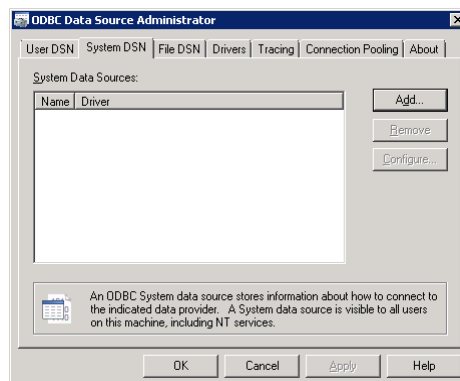 ODBC Data Source Administrator
User DSN System DSN File DSN Drivers Tracing Connection Pooling About
System Data Sources:
Name Driver
Add...
Remove
Configure...
An ODBC System data source stores information about how to connect to
the indicated data provider. A System data source is visible to all users
on this machine, including NT services.
OK Cancel Apply Help